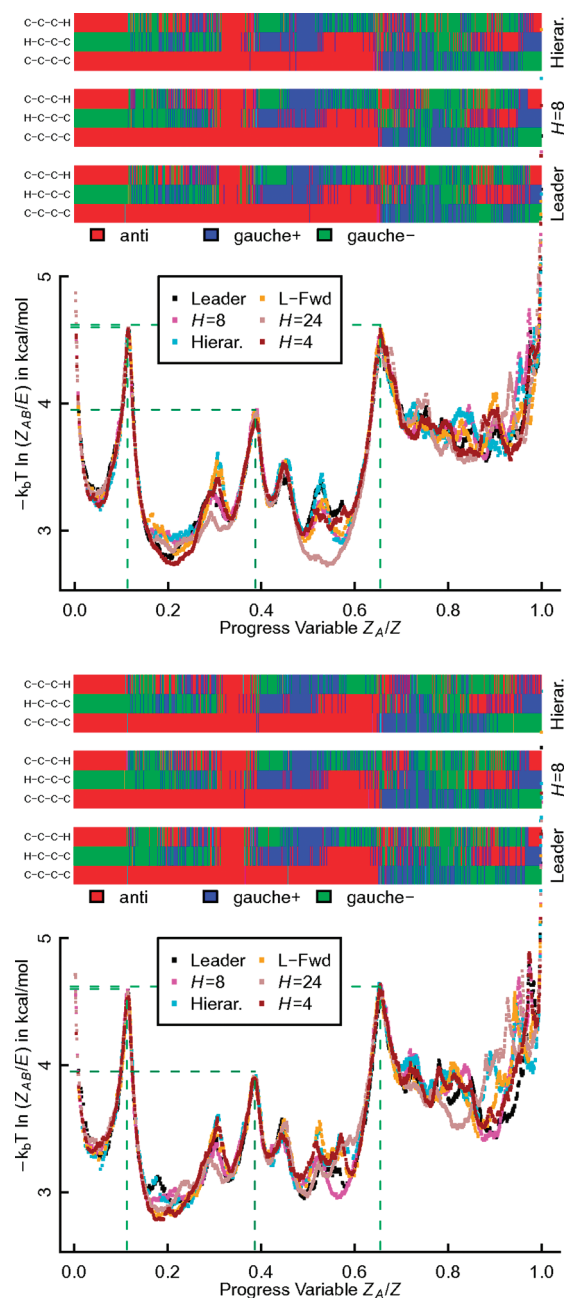 C-C-C-H
H-C-C-C
C-C-C-C
Hierar.
C-C-C-H
H-C-C-C
C-C-C-C
H=8
C-C-C-H
H-C-C-C
C-C-C-C
Leader
anti gauche+ gauche−
5
4
3
−kbT ln (ZAB/E) in kcal/mol
Leader L−Fwd
H=8 H=24
Hierar. H=4
0.0 0.2 0.4 0.6 0.8 1.0
Progress Variable ZA/Z
C-C-C-H
H-C-C-C
C-C-C-C
Hierar.
C-C-C-H
H-C-C-C
C-C-C-C
H=8
C-C-C-H
H-C-C-C
C-C-C-C
Leader
anti gauche+ gauche−
5
4
3
−kbT ln (ZAB/E) in kcal/mol
Leader L−Fwd
H=8 H=24
Hierar. H=4
0.0 0.2 0.4 0.6 0.8 1.0
Progress Variable ZA/Z